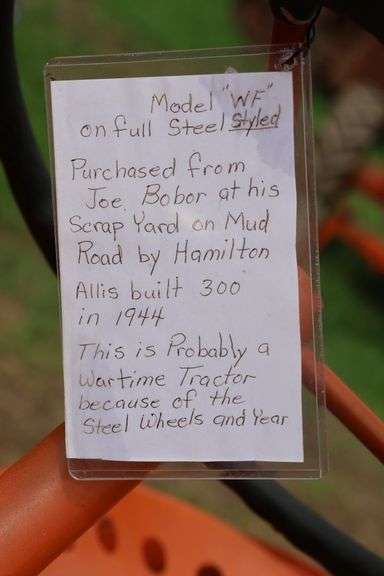 Model "WF"
on full Steel Styled
Purchased from
Joe Bobor at his
Scrap Yard on Mud
Road by Hamilton
Allis built 300
in 1944
This is Probably a
Wartime Tractor
because of the
Steel Wheels and Year